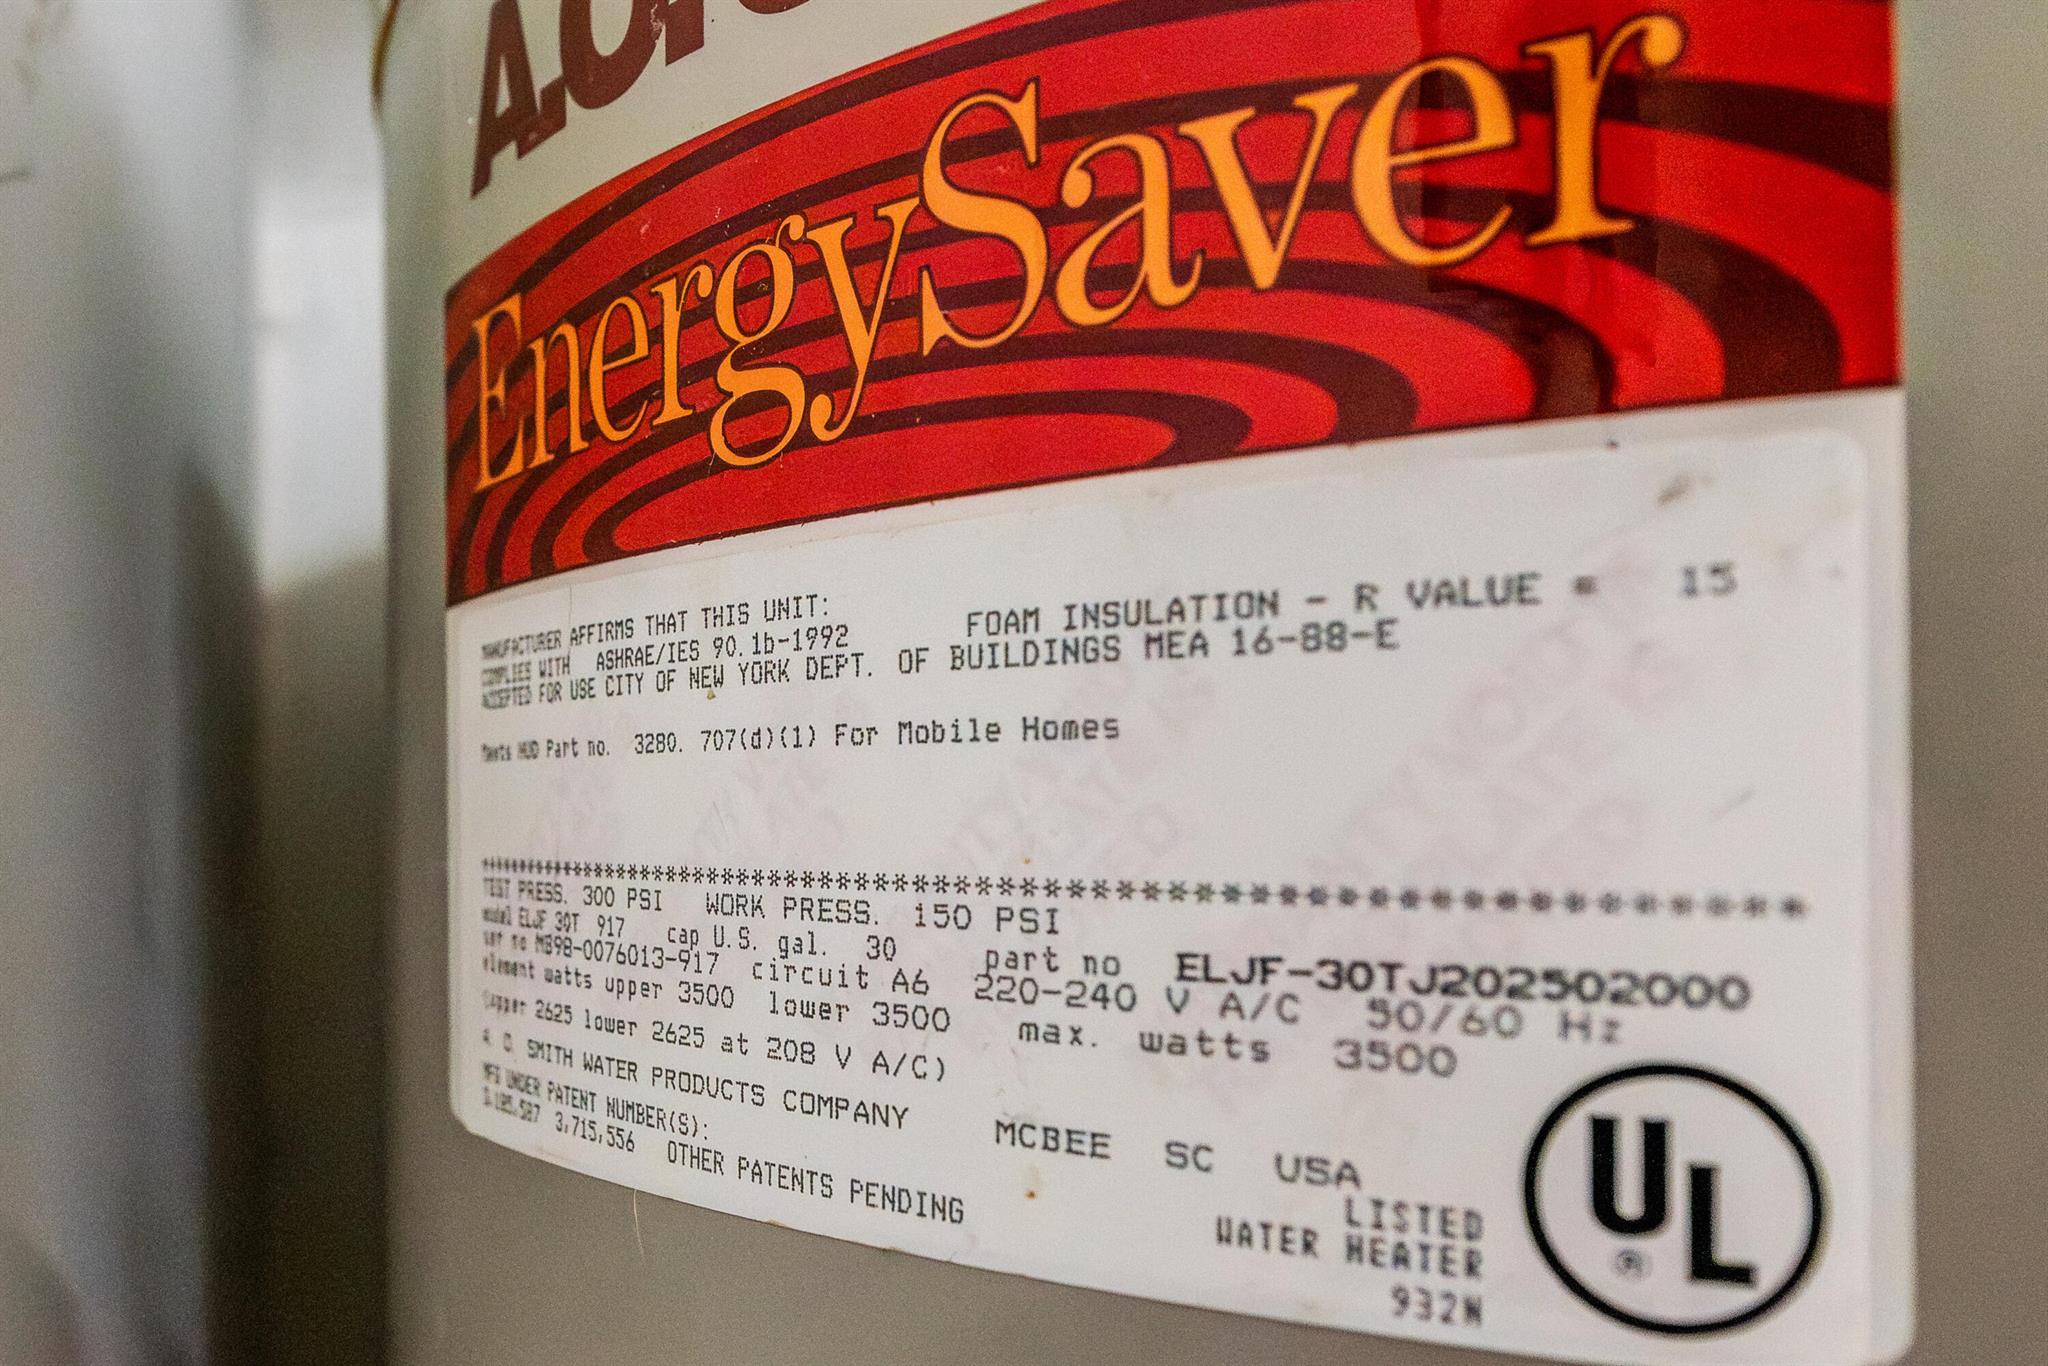 EnergySaver
MANUFACTURER AFFIRMS THAT THIS UNIT: FOAM INSULATION - R VALUE = 15
COMPLIES WITH ASHRAE/IES 90.1b-1992
ACCEPTED FOR USE CITY OF NEW YORK DEPT. OF BUILDINGS MEA 16-88-E
Meets HUD Part no. 3280.707(d)(1) For Mobile Homes
TEST PRESS. 300 PSI WORK PRESS. 150 PSI
model ELJF 30T 917 cap U.S. gal. 30 part no ELJF-30TJ202502000
ser no MB98-0076013-917 circuit A6 220-240 V A/C 50/60 Hz
element watts upper 3500 lower 3500 max. watts 3500
(upper 2625 lower 2625 at 208 V A/C)
A. O. SMITH WATER PRODUCTS COMPANY MCBEE SC USA
MFG UNDER PATENT NUMBER(S):
3,715,556 OTHER PATENTS PENDING
LISTED
WATER HEATER
932N
UL
®